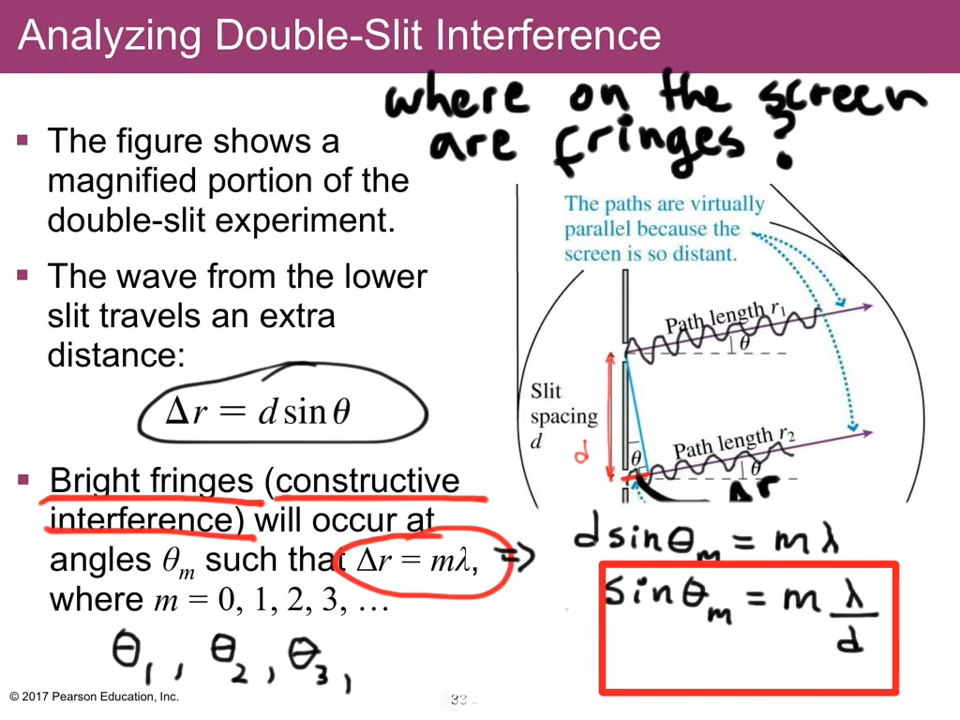 Analyzing Double-Slit Interference
where on the screen
are fringes?
▪ The figure shows a
magnified portion of the
double-slit experiment.
▪ The wave from the lower
slit travels an extra
distance:
Δr = d sin θ
▪ Bright fringes (constructive
interference) will occur at
angles θₘ such that Δr = mλ,
where m = 0, 1, 2, 3, …
θ₁, θ₂, θ₃,
The paths are virtually
parallel because the
screen is so distant.
Path length r₁
θ
Slit
spacing
d
d
Path length r₂
θ
θ
Δr
⇒ d sin θₘ = mλ
sin θₘ = m λ/d
© 2017 Pearson Education, Inc.